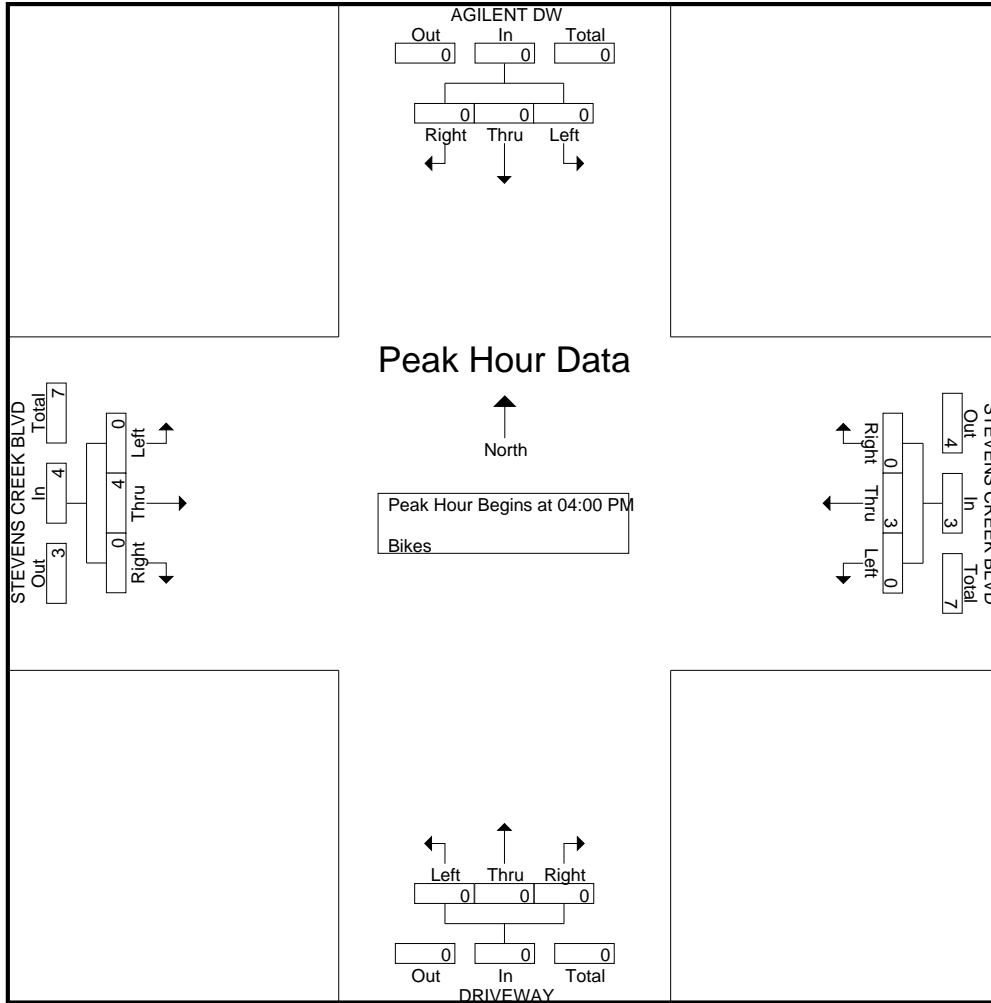 AGILENT DW
Out In Total
0 0 0
0 0 0
Right Thru Left
Peak Hour Data
North
Peak Hour Begins at 04:00 PM
Bikes
STEVENS CREEK BLVD
Out In Total
3 4 7
0 4 0
Right Thru Left
STEVENS CREEK BLVD
Out In Total
4 3 7
0 3 0
Right Thru Left
Left Thru Right
0 0 0
0 0 0
Out In Total
DRIVEWAY